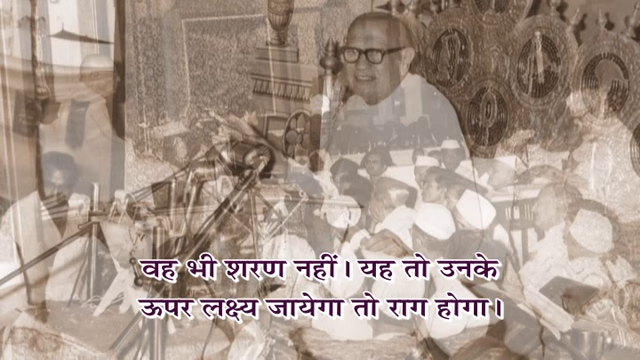 वह भी शरण नहीं। यह तो उनके
ऊपर लक्ष्य जायेगा तो राग होगा।